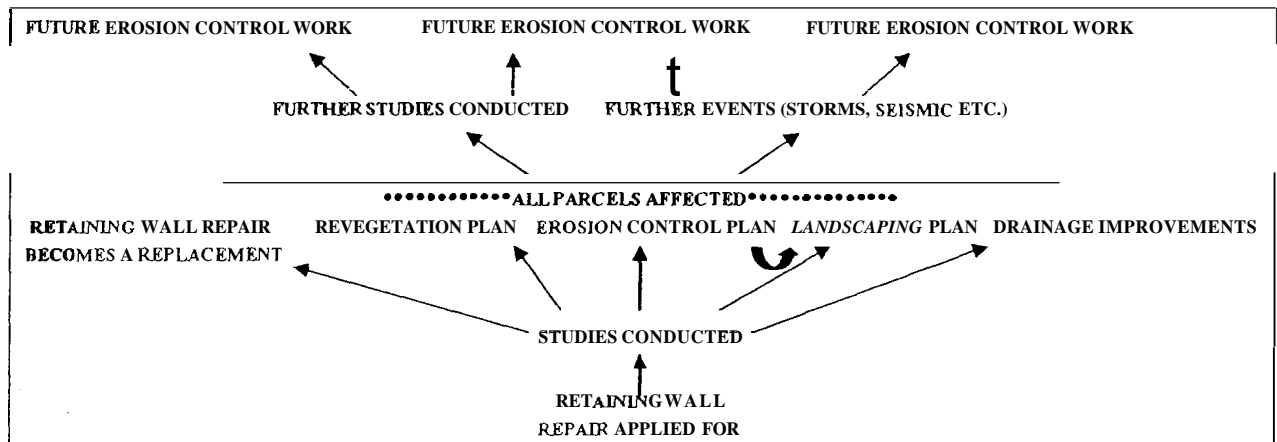 FUTURE EROSION CONTROL WORK FUTURE EROSION CONTROL WORK FUTURE EROSION CONTROL WORK
t
FURTHER STUDIES CONDUCTED FURTHER EVENTS (STORMS, SEISMIC ETC.)
ALL PARCELS AFFECTED
RETAINING WALL REPAIR REVEGETATION PLAN EROSION CONTROL PLAN LANDSCAPING PLAN DRAINAGE IMPROVEMENTS
BECOMES A REPLACEMENT
STUDIES CONDUCTED
RETAINING WALL
REPAIR APPLIED FOR